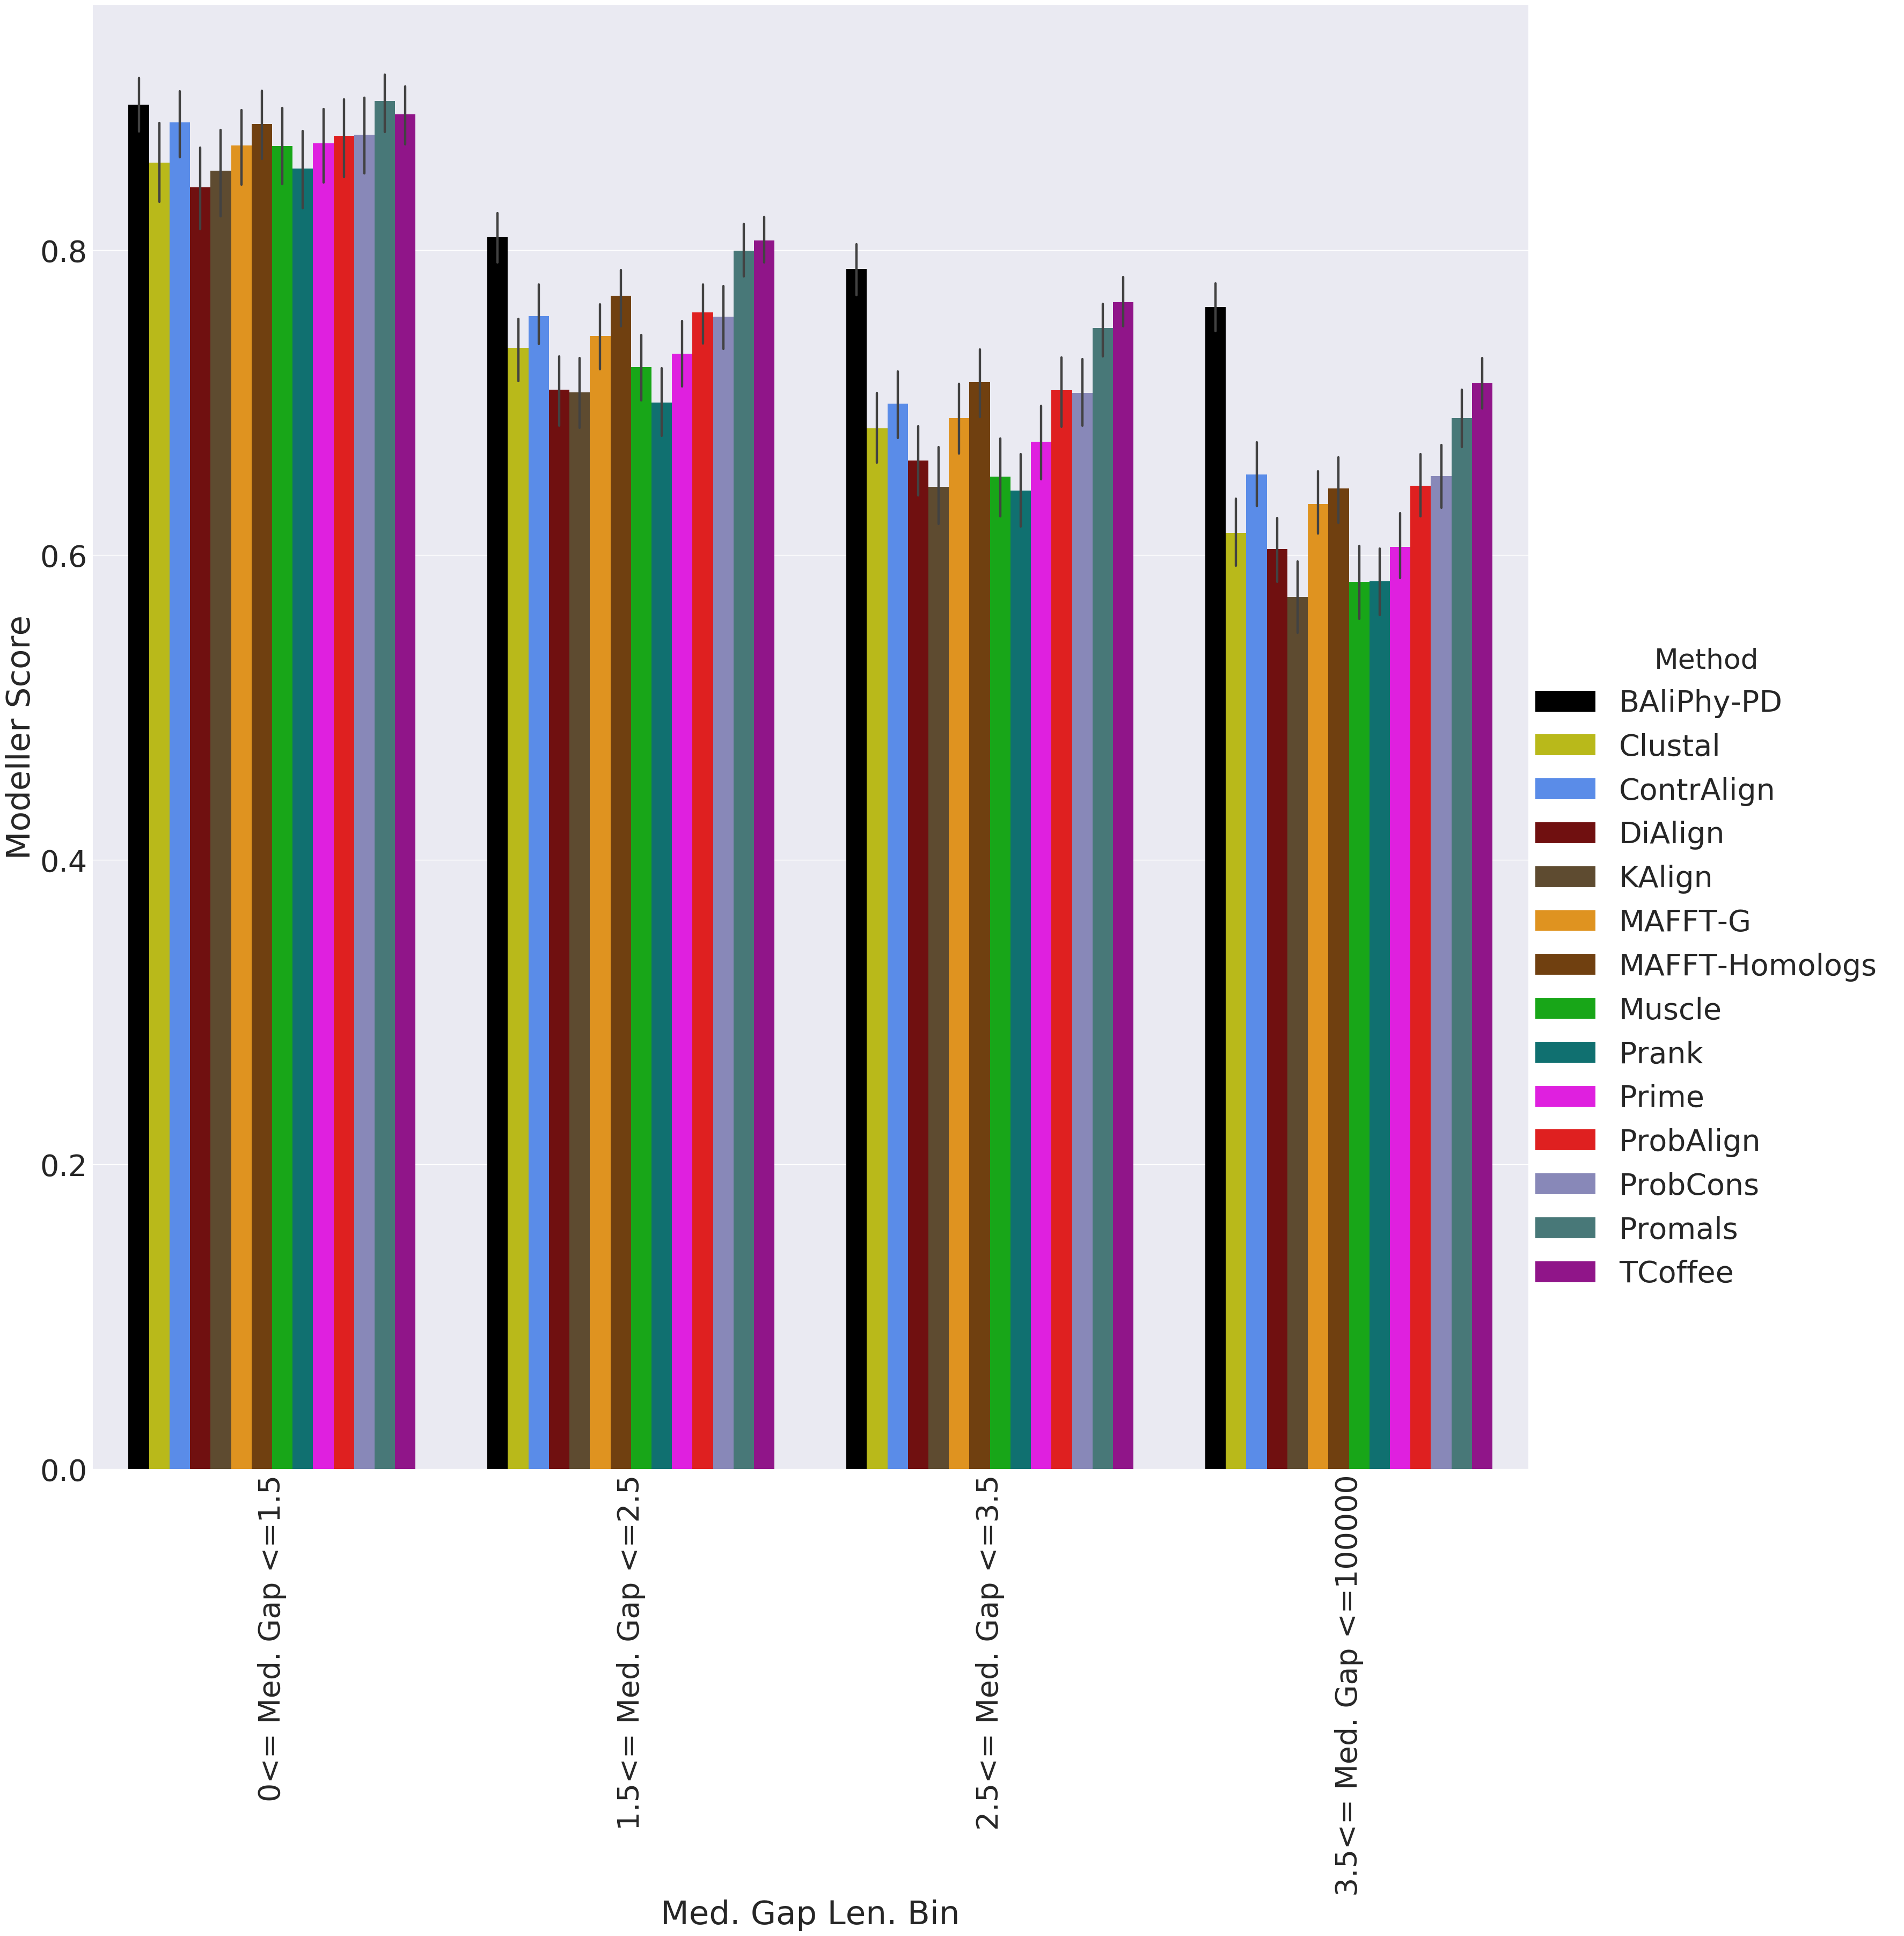 0.8
0.6
0.4
0.2
0.0
Modeller Score
0<= Med. Gap <=1.5
1.5<= Med. Gap <=2.5
2.5<= Med. Gap <=3.5
3.5<= Med. Gap <=100000
Med. Gap Len. Bin
Method
BAliPhy-PD
Clustal
ContrAlign
DiAlign
KAlign
MAFFT-G
MAFFT-Homologs
Muscle
Prank
Prime
ProbAlign
ProbCons
Promals
TCoffee